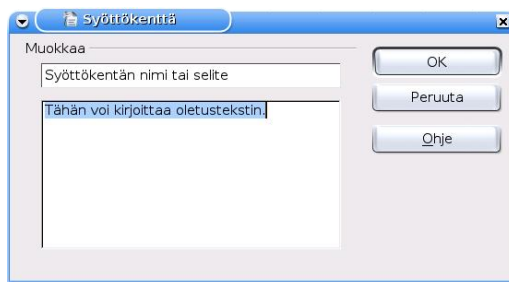 Syöttökenttä
Muokkaa
Syöttökentän nimi tai selite
Tähän voi kirjoittaa oletustekstin.
OK
Peruuta
Ohje